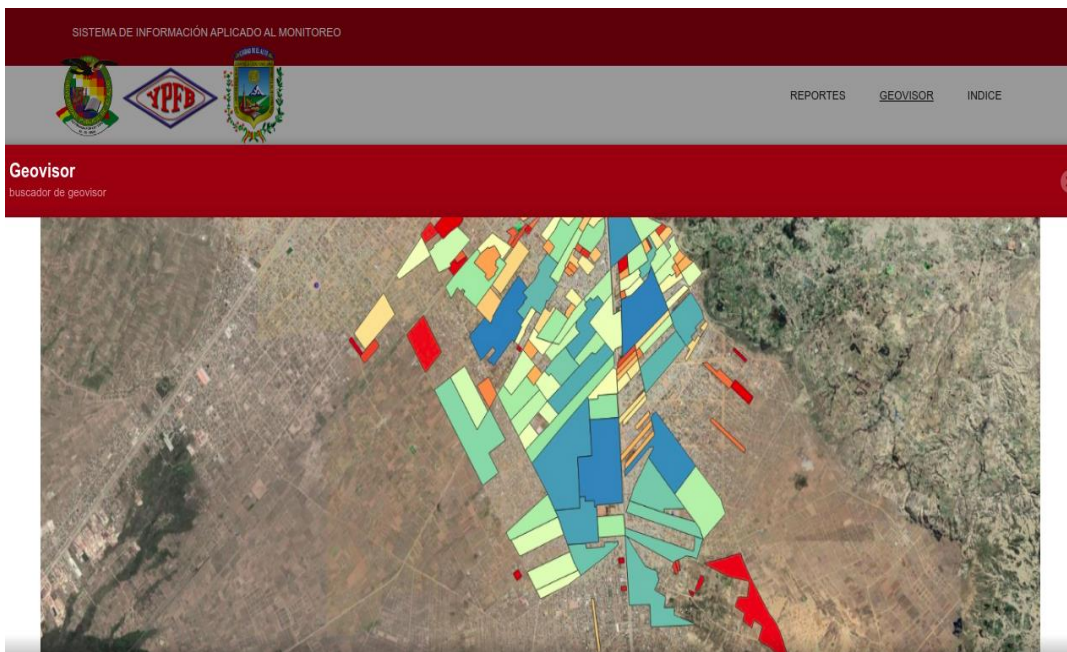 SISTEMA DE INFORMACIÓN APLICADO AL MONITOREO
YPFB
REPORTES GEOVISOR INDICE
Geovisor
buscador de geovisor